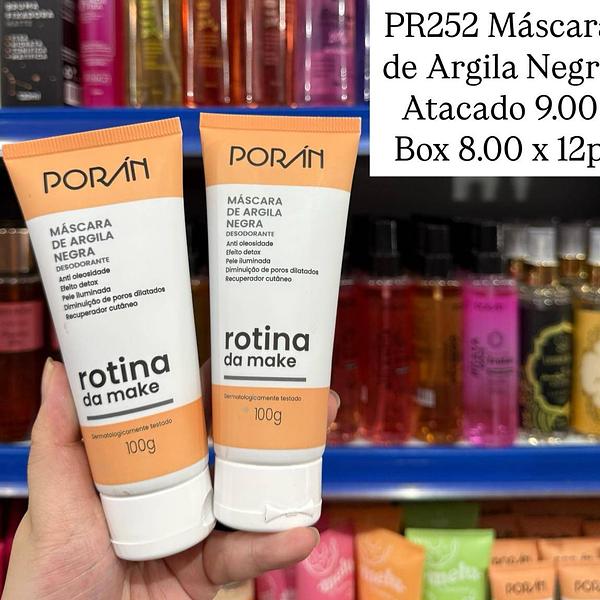 PR252 Máscara
de Argila Negr
Atacado 9.00
Box 8.00 x 12p
PORÁN
MÁSCARA
DE ARGILA
NEGRA
DESODORANTE
Anti oleosidade
Efeito detox
Pele iluminada
Diminuição de poros dilatados
Recuperador cutâneo
rotina
da make
Dermatologicamente testado
100g
PORÁN
MÁSCARA
DE ARGILA
NEGRA
DESODORANTE
Anti oleosidade
Efeito detox
Pele iluminada
Diminuição de poros dilatados
Recuperador cutâneo
rotina
da make
Dermatologicamente testado
100g
PORÁN
PORÁN
PORÁN